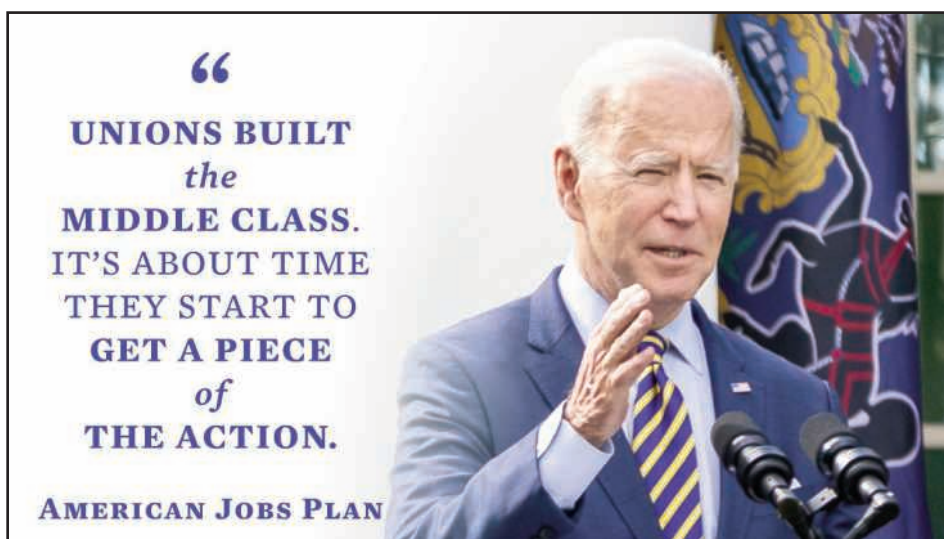 “
UNIONS BUILT
the
MIDDLE CLASS.
IT’S ABOUT TIME
THEY START TO
GET A PIECE
of
THE ACTION.
AMERICAN JOBS PLAN